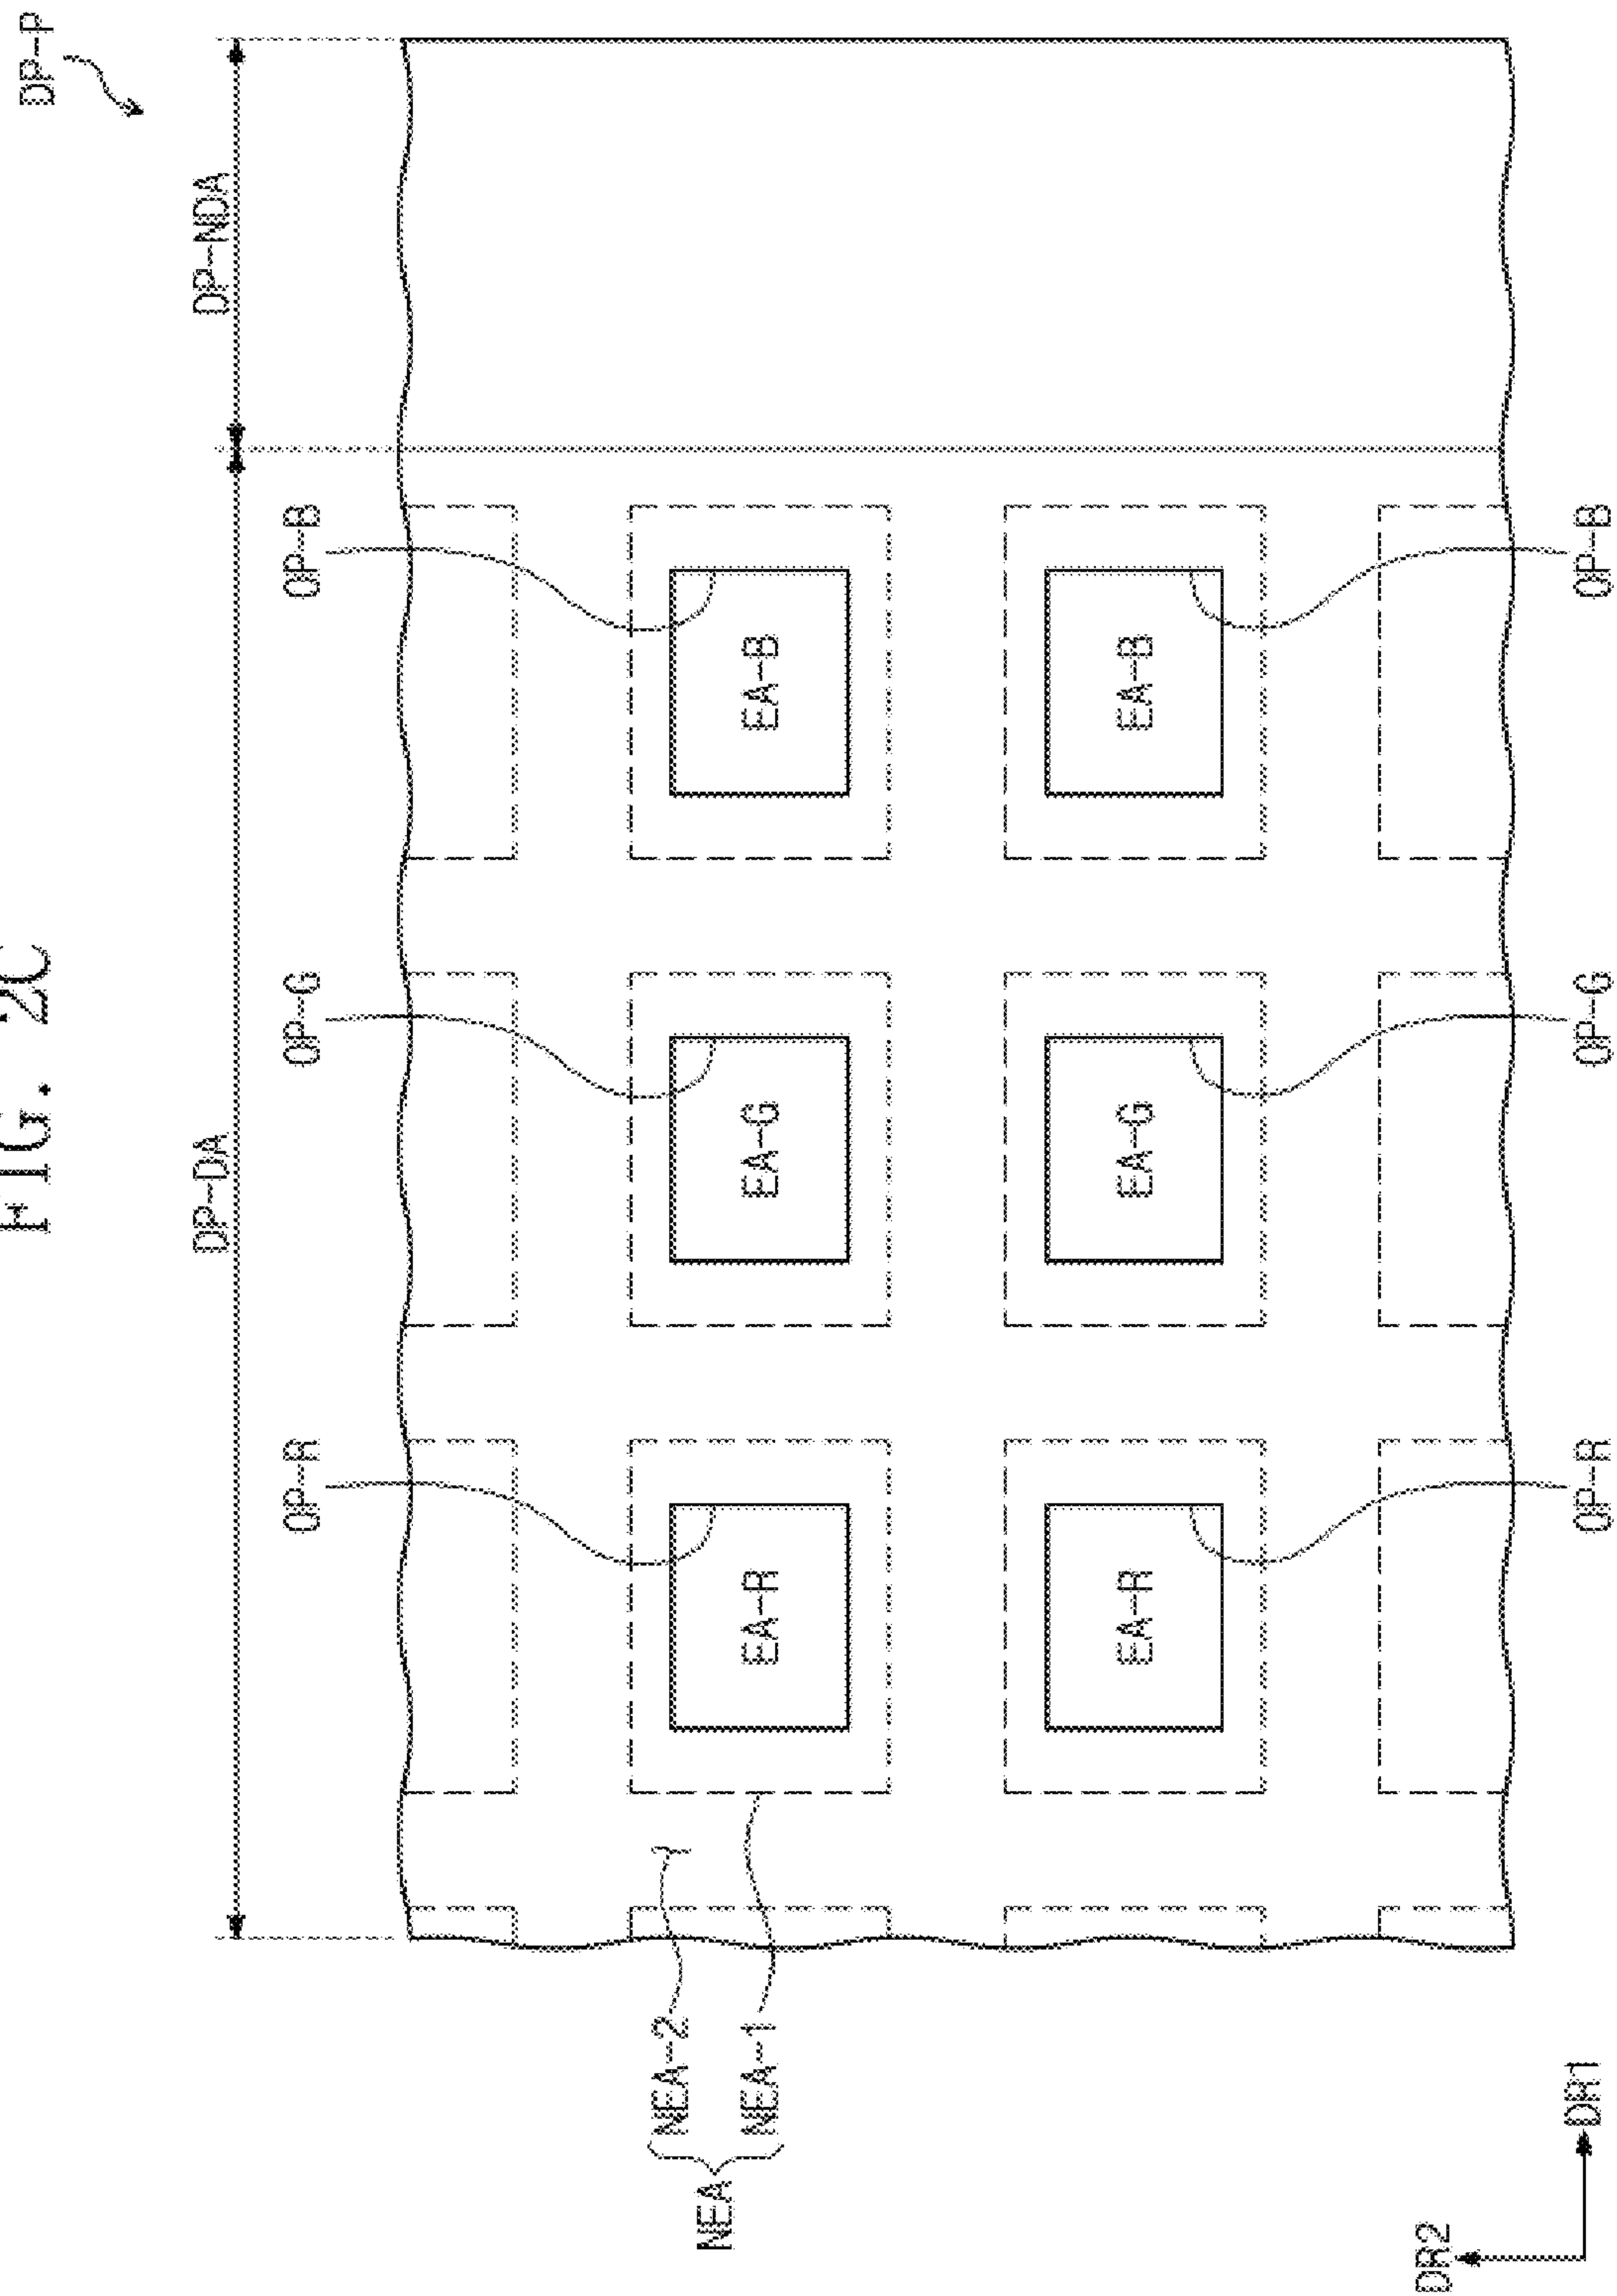 FIG. 2C
DP-P
DP-DA
DP-NDA
OP-R
OP-G
OP-B
EA-R
EA-G
EA-B
EA-R
EA-G
EA-B
OP-R
OP-G
OP-B
NEA
NEA-2
NEA-1
DR2
DR1